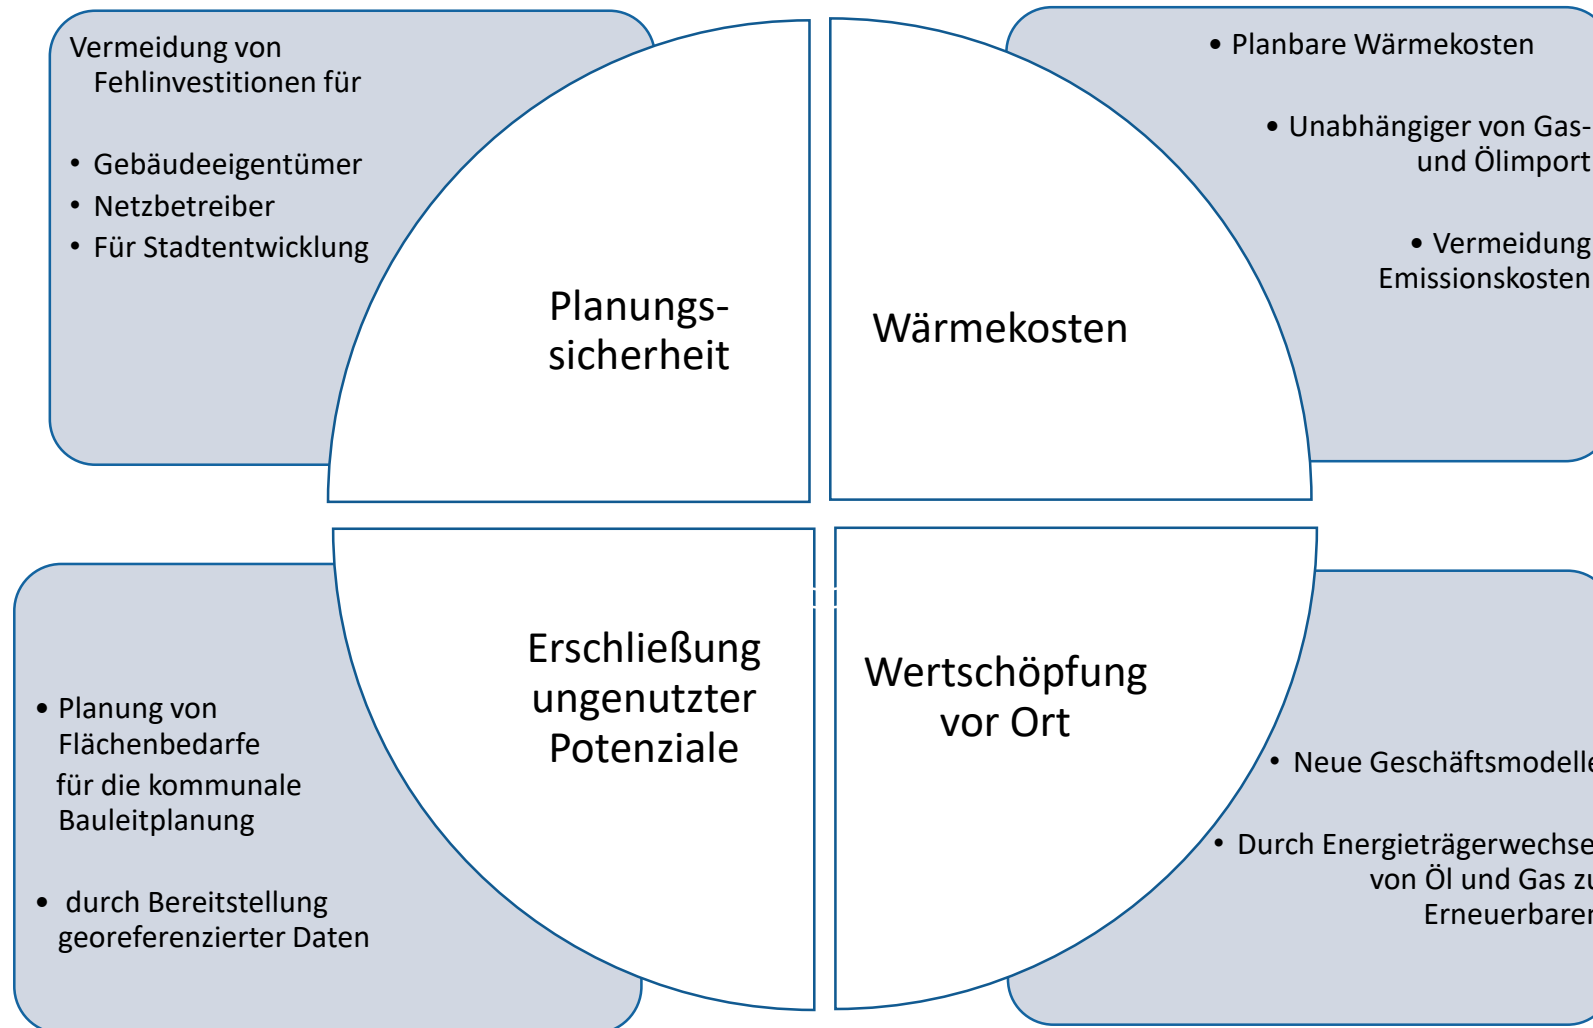 Vermeidung von
Fehlinvestitionen für
• Gebäudeeigentümer
• Netzbetreiber
• Für Stadtentwicklung
Planungs-
sicherheit
• Planbare Wärmekosten
• Unabhängiger von Gas-
und Ölimport
• Vermeidung
Emissionskosten
Wärmekosten
• Planung von
Flächenbedarfe
für die kommunale
Bauleitplanung
• durch Bereitstellung
georeferenzierter Daten
Erschließung
ungenutzter
Potenziale
Wertschöpfung
vor Ort
• Neue Geschäftsmodelle
• Durch Energieträgerwechse
von Öl und Gas zu
Erneuerbaren